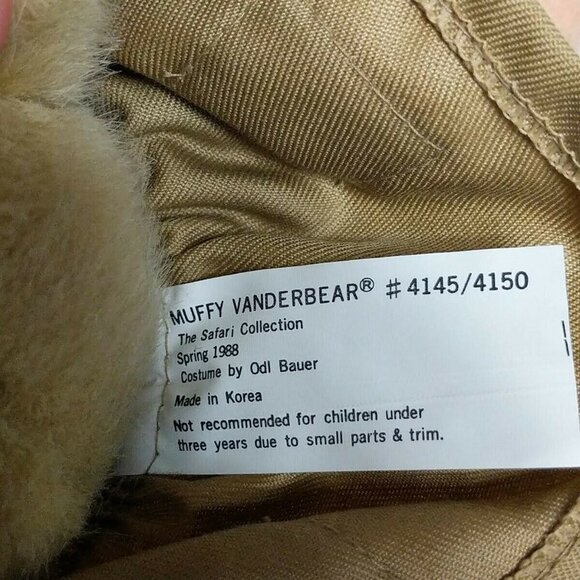 MUFFY VANDERBEAR® #4145/4150
The Safari Collection
Spring 1988
Costume by Odl Bauer
Made in Korea
Not recommended for children under
three years due to small parts & trim.